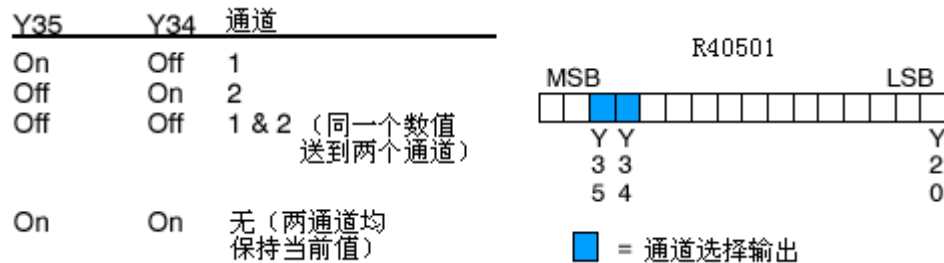 Y35 Y34 通道
On Off 1
Off On 2
Off Off 1 & 2 （同一个数值
送到两个通道）
On On 无（两通道均
保持当前值）
R40501
MSB LSB
Y Y Y
3 3 2
5 4 0
= 通道选择输出